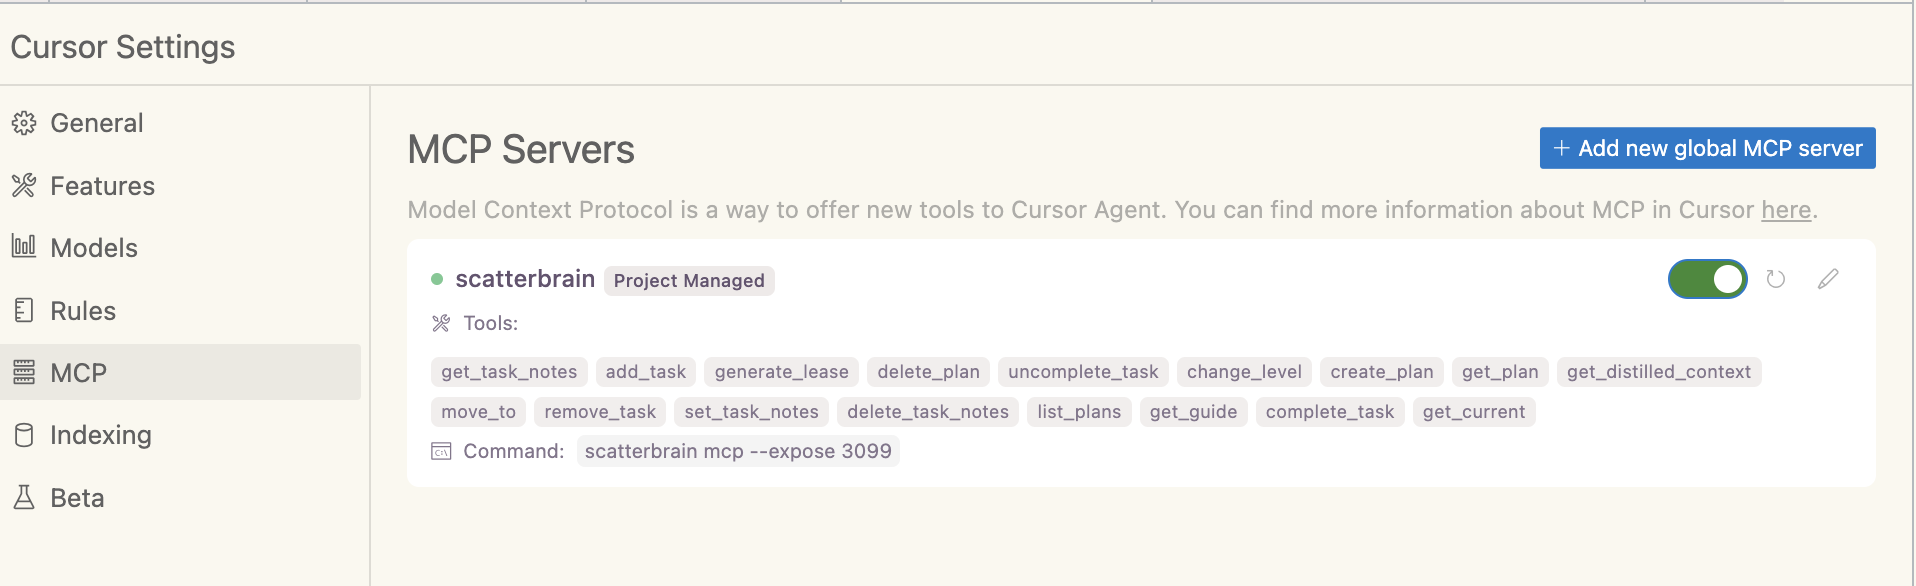 Cursor Settings
General
Features
Models
Rules
MCP
Indexing
Beta
MCP Servers
+ Add new global MCP server
Model Context Protocol is a way to offer new tools to Cursor Agent. You can find more information about MCP in Cursor here.
scatterbrain Project Managed
Tools:
get_task_notes add_task generate_lease delete_plan uncomplete_task change_level create_plan get_plan get_distilled_context
move_to remove_task set_task_notes delete_task_notes list_plans get_guide complete_task get_current
Command: scatterbrain mcp --expose 3099